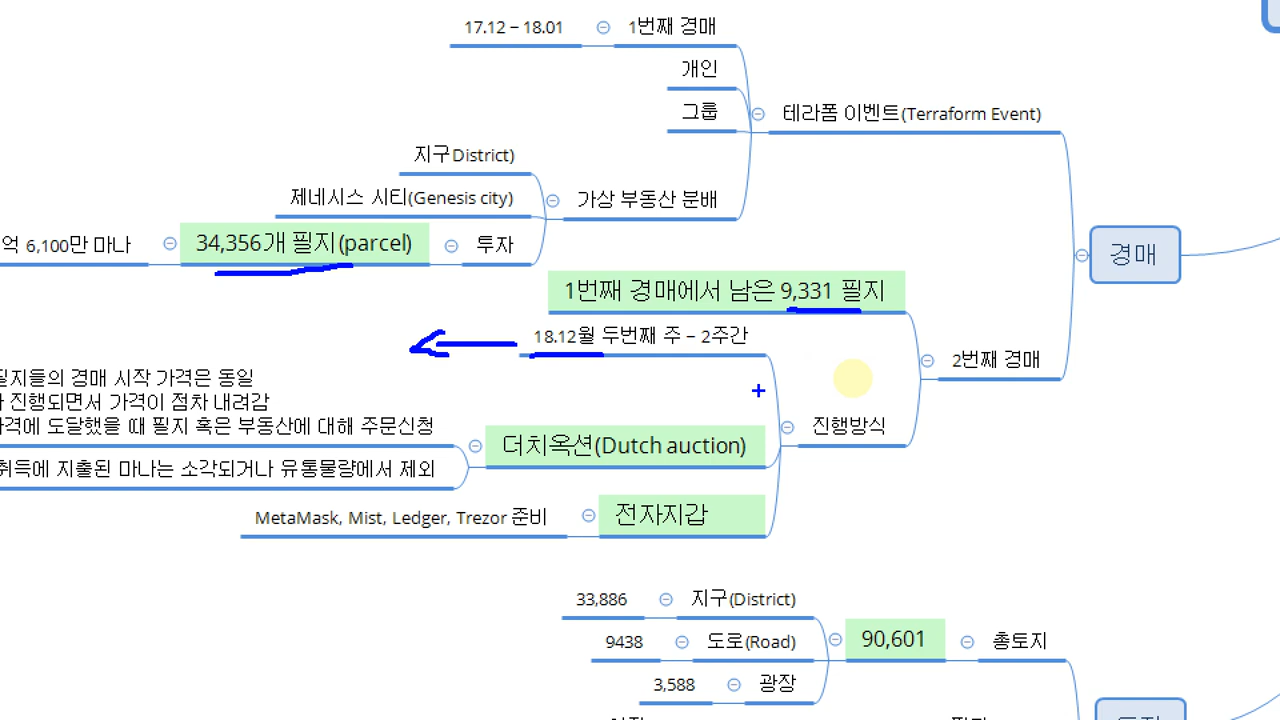 17.12 – 18.01
1번째 경매
개인
그룹
테라폼 이벤트(Terraform Event)
지구District)
제네시스 시티(Genesis city)
가상 부동산 분배
억 6,100만 마나
34,356개 필지(parcel)
투자
경매
1번째 경매에서 남은 9,331 필지
18.12월 두번째 주 – 2주간
2번째 경매
필지들의 경매 시작 가격은 동일
진행되면서 가격이 점차 내려감
가격에 도달했을 때 필지 혹은 부동산에 대해 주문신청
진행방식
더치옥션(Dutch auction)
취득에 지출된 마나는 소각되거나 유통물량에서 제외
MetaMask, Mist, Ledger, Trezor 준비
전자지갑
33,886
지구(District)
9438
도로(Road)
90,601
총토지
3,588
광장